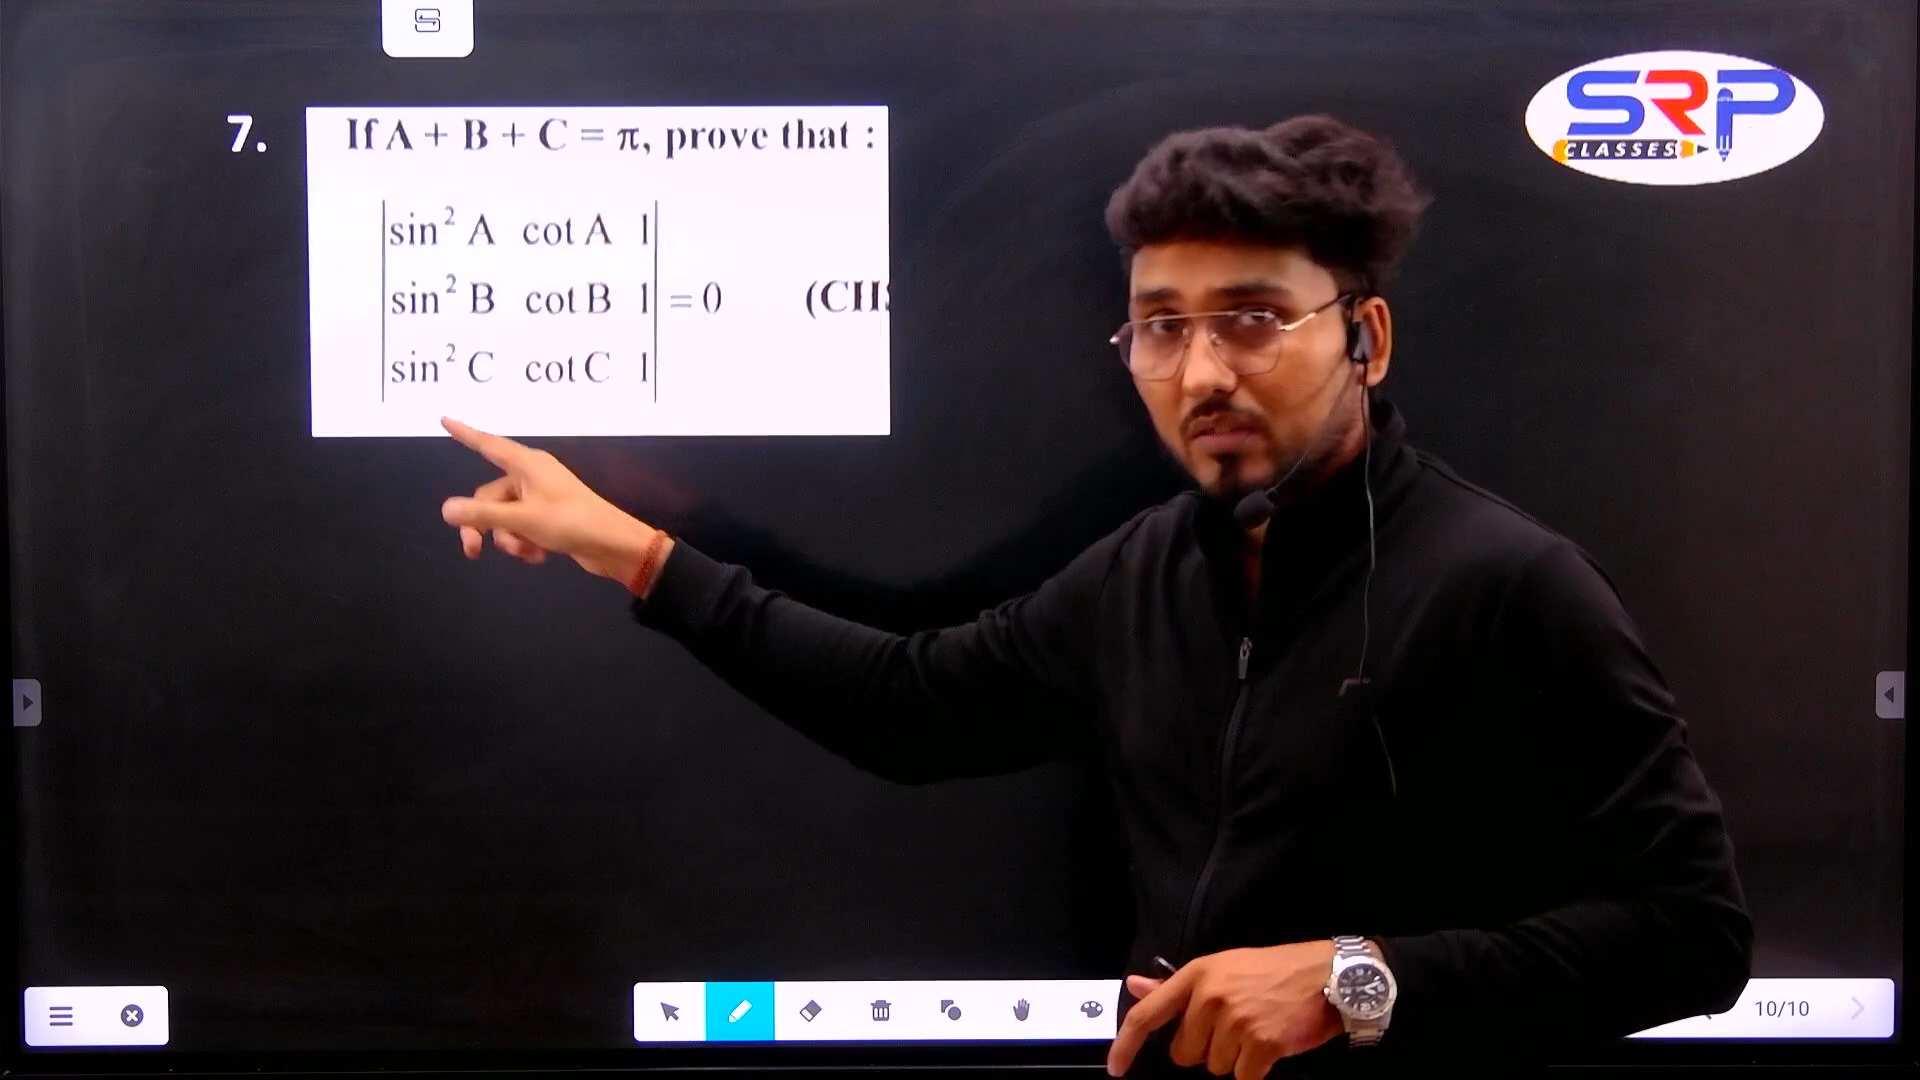 SRP
CLASSES
7. If A + B + C = π, prove that :
sin² A cot A 1
sin² B cot B 1 = 0
sin² C cot C 1
10/10